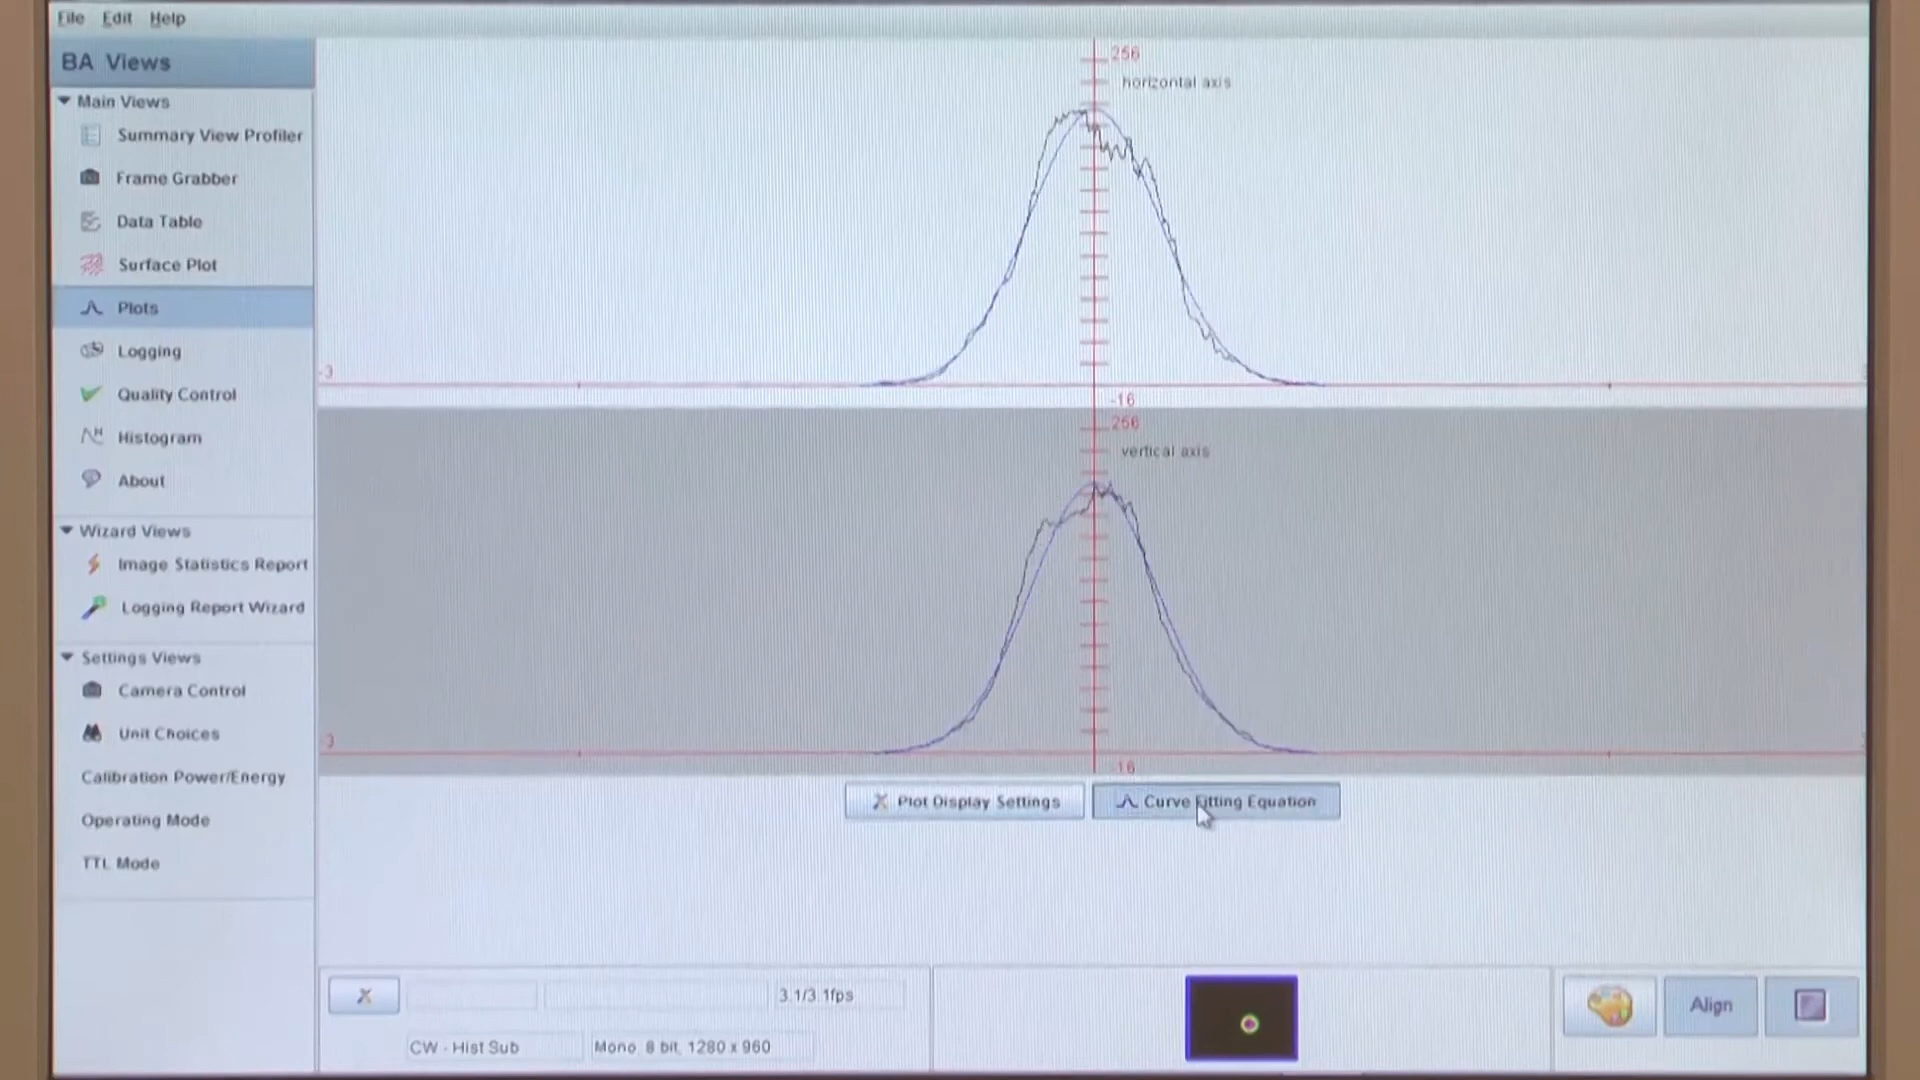 File Edit Help
BA Views
Main Views
Summary View Profiler
Frame Grabber
Data Table
Surface Plot
Plots
Logging
Quality Control
Histogram
About
Wizard Views
Image Statistics Report
Logging Report Wizard
Settings Views
Camera Control
Unit Choices
Calibration Power/Energy
Operating Mode
TTL Mode
256
horizontal axis
-3
-16
256
vertical axis
-16
Plot Display Settings
Curve Fitting Equation
3.1/3.1fps
CW - Hist Sub
Mono 8 bit, 1280 x 960
Align